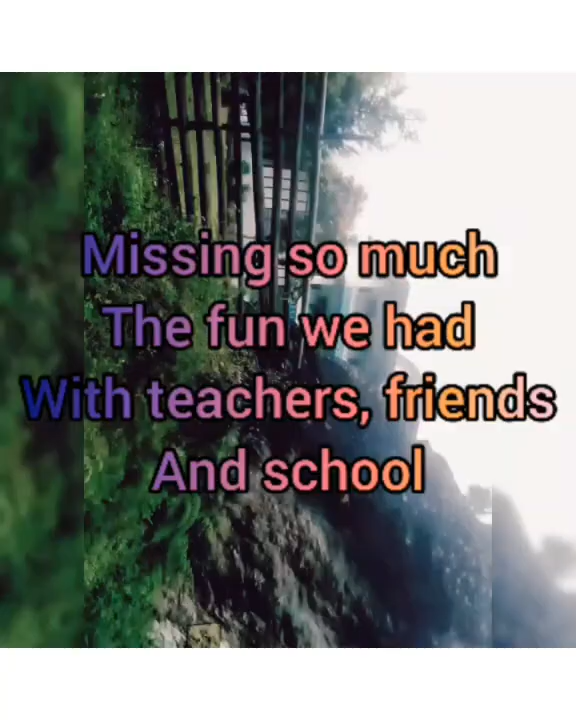 Missing so much
The fun we had
With teachers, friends
And school